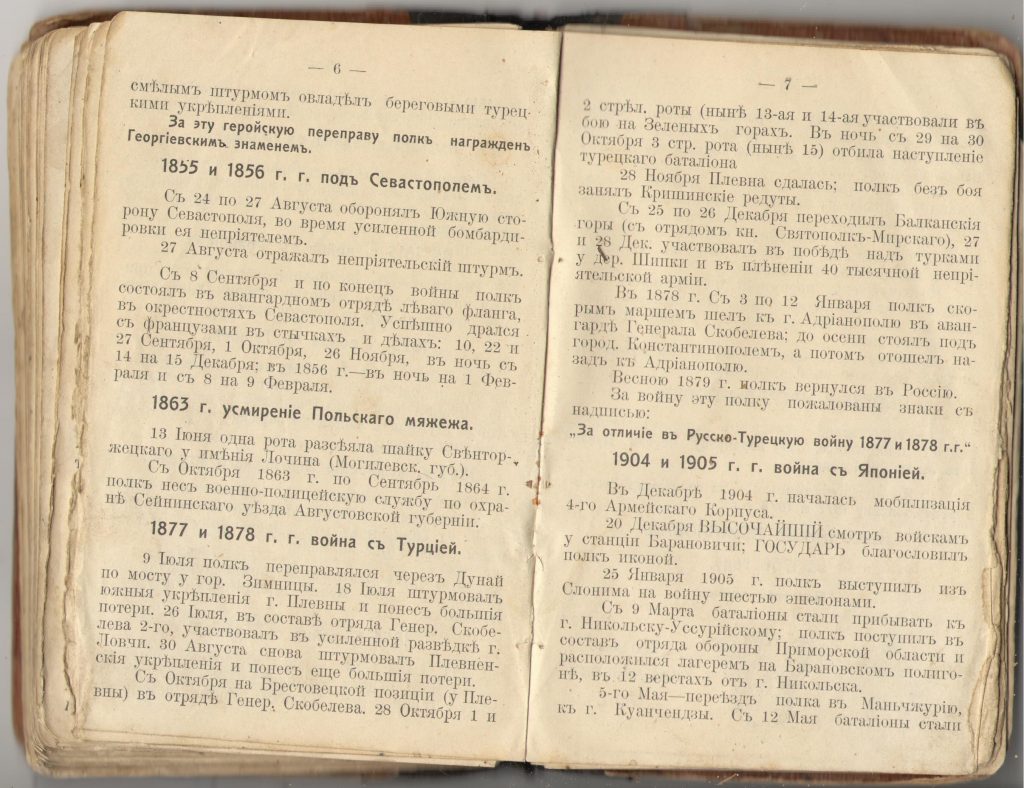 — 6 —
смѣлымъ штурмомъ овладѣлъ береговыми турец-
кими укрѣпленіями.
За эту геройскую переправу полкъ награжденъ
Георгіевскимъ знаменемъ.
1855 и 1856 г. г. подъ Севастополемъ.
Съ 24 по 27 Августа оборонялъ Южную сто-
рону Севастополя, во время усиленной бомбарди-
ровки ея непріятелемъ.
27 Августа отражалъ непріятельскій штурмъ.
Съ 8 Сентября и по конецъ войны полкъ
состоялъ въ авангардномъ отрядѣ лѣваго фланга,
въ окрестностяхъ Севастополя. Успѣшно дрался
съ французами въ стычкахъ и дѣлахъ: 10, 22 и
27 Сентября, 1 Октября, 26 Ноября, въ ночь съ
14 на 15 Декабря; въ 1856 г.—въ ночь на 1 Фев-
раля и съ 8 на 9 Февраля.
1863 г. усмиреніе Польскаго мяжежа.
13 Іюня одна рота разсѣяла шайку Свѣнтор-
жецкаго у имѣнія Лочина (Могилевск. губ.).
Съ Октября 1863 г. по Сентябрь 1864 г.
полкъ несъ военно-полицейскую службу по охра-
нѣ Сейнинскаго уѣзда Августовской губерніи.
1877 и 1878 г. г. война съ Турціей.
9 Іюля полкъ переправлялся черезъ Дунай
по мосту у гор. Зимницы. 18 Іюля штурмовалъ
южныя укрѣпленія г. Плевны и понесъ большія
потери. 26 Іюля, въ составѣ отряда Генер. Скобе-
лева 2-го, участвовалъ въ усиленной развѣдкѣ г.
Ловчи. 30 Августа снова штурмовалъ Плевнен-
скія укрѣпленія и понесъ еще большія потери.
Съ Октября на Брестовецкой позиціи (у Пле-
вны) въ отрядѣ Генер. Скобелева. 28 Октября 1 и
— 7 —
2 стрѣл. роты (нынѣ 13-ая и 14-ая участвовали въ
бою на Зеленыхъ горахъ. Въ ночь съ 29 на 30
Октября 3 стр. рота (нынѣ 15) отбила наступленіе
турецкаго баталіона
28 Ноября Плевна сдалась; полкъ безъ боя
занялъ Кришинскіе редуты.
Съ 25 по 26 Декабря переходилъ Балканскія
горы (съ отрядомъ кн. Святополкъ-Мирскаго), 27
и 28 Дек. участвовалъ въ побѣдѣ надъ турками
у дер. Шипки и въ плѣненіи 40 тысячной непрі-
ятельской арміи.
Въ 1878 г. Съ 3 по 12 Января полкъ ско-
рымъ маршемъ шелъ къ г. Адріанополю въ аван-
гардѣ Генерала Скобелева; до осени стоялъ подъ
город. Константинополемъ, а потомъ отошелъ на-
задъ къ Адріанополю.
Весною 1879 г. полкъ вернулся въ Россію.
За войну эту полку пожалованы знаки съ
надписью:
„За отличіе въ Русско-Турецкую войну 1877 и 1878 г.г.“
1904 и 1905 г. г. война съ Японіей.
Въ Декабрѣ 1904 г. началась мобилизація
4-го Армейскаго Корпуса.
20 Декабря ВЫСОЧАЙШІЙ смотръ войскамъ
у станціи Барановичи; ГОСУДАРЬ благословилъ
полкъ иконой.
25 Января 1905 г. полкъ выступилъ изъ
Слонима на войну шестью эшелонами.
Съ 9 Марта баталіоны стали прибывать къ
г. Никольску-Уссурійскому; полкъ поступилъ въ
составъ отряда обороны Приморской области и
расположился лагеремъ на Барановскомъ полиго-
нѣ, въ 12 верстахъ отъ г. Никольска.
5-го Мая—переѣздъ полка въ Маньчжурію,
къ г. Куанчендзы. Съ 12 Мая баталіоны стали